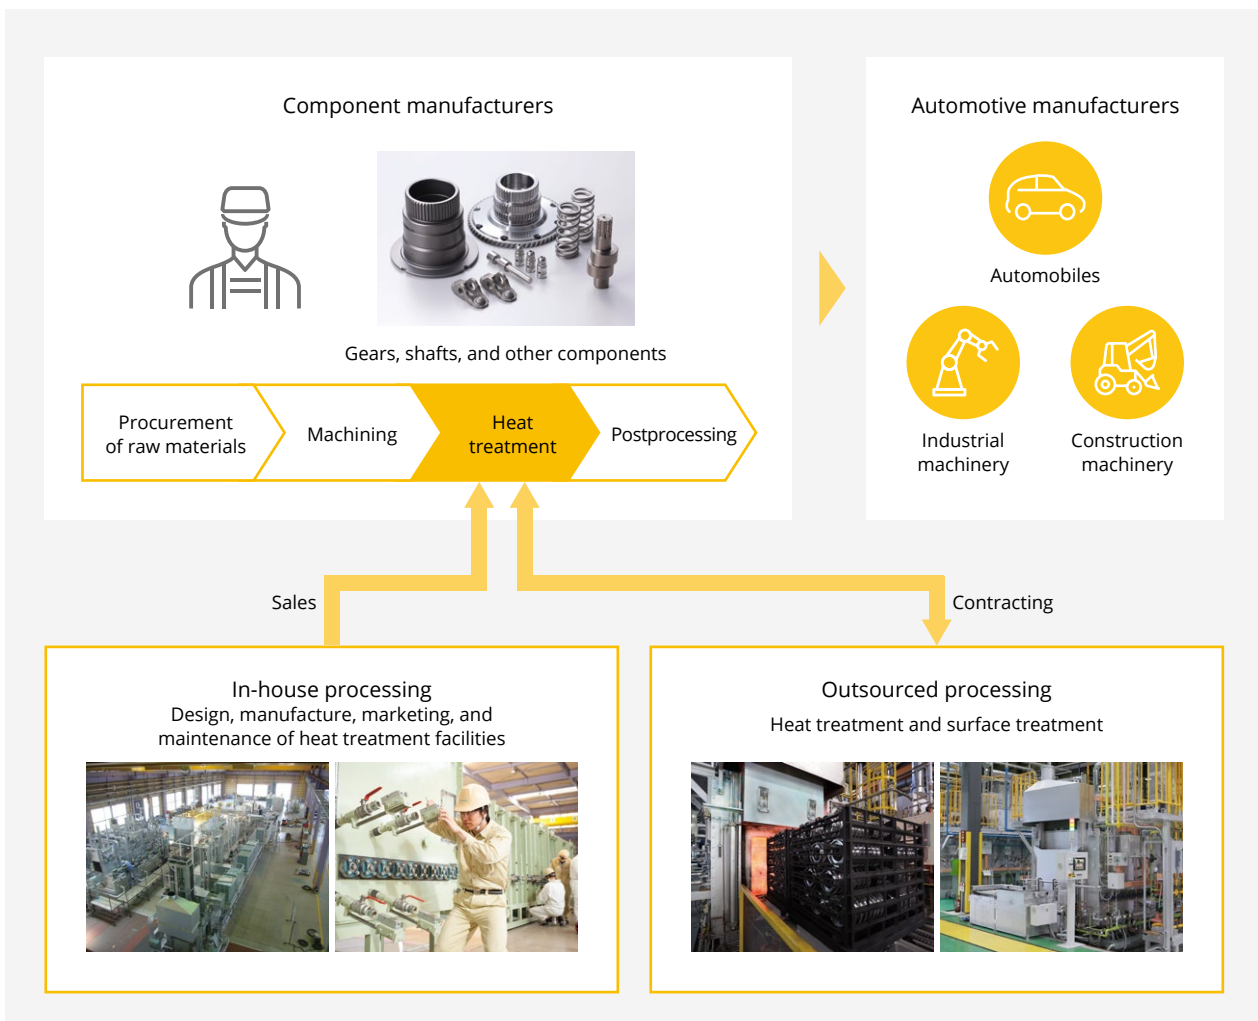 Component manufacturers
Gears, shafts, and other components
Procurement
of raw materials
Machining
Heat
treatment
Postprocessing
Automotive manufacturers
Automobiles
Industrial
machinery
Construction
machinery
Sales
Contracting
In-house processing
Design, manufacture, marketing, and
maintenance of heat treatment facilities
Outsourced processing
Heat treatment and surface treatment